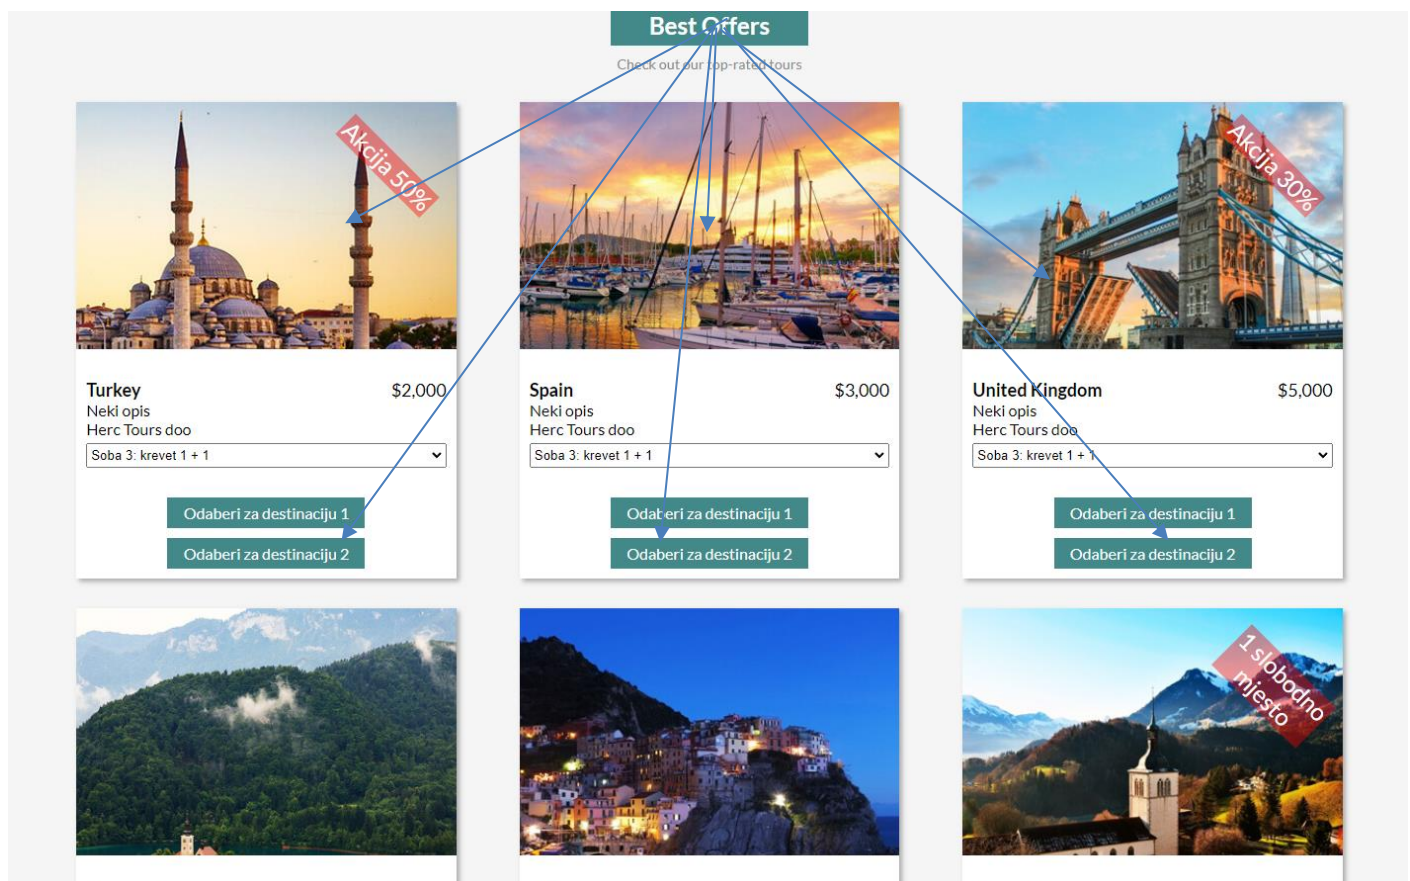 Best Offers
Check out our top-rated tours
Akcija 50%
Akcija 30%
Turkey $2,000
Neki opis
Herc Tours doo
Soba 3: krevet 1 + 1
Odaberi za destinaciju 1
Odaberi za destinaciju 2
Spain $3,000
Neki opis
Herc Tours doo
Soba 3: krevet 1 + 1
Odaberi za destinaciju 1
Odaberi za destinaciju 2
United Kingdom $5,000
Neki opis
Herc Tours doo
Soba 3: krevet 1 + 1
Odaberi za destinaciju 1
Odaberi za destinaciju 2
1 slobodno
mjesto